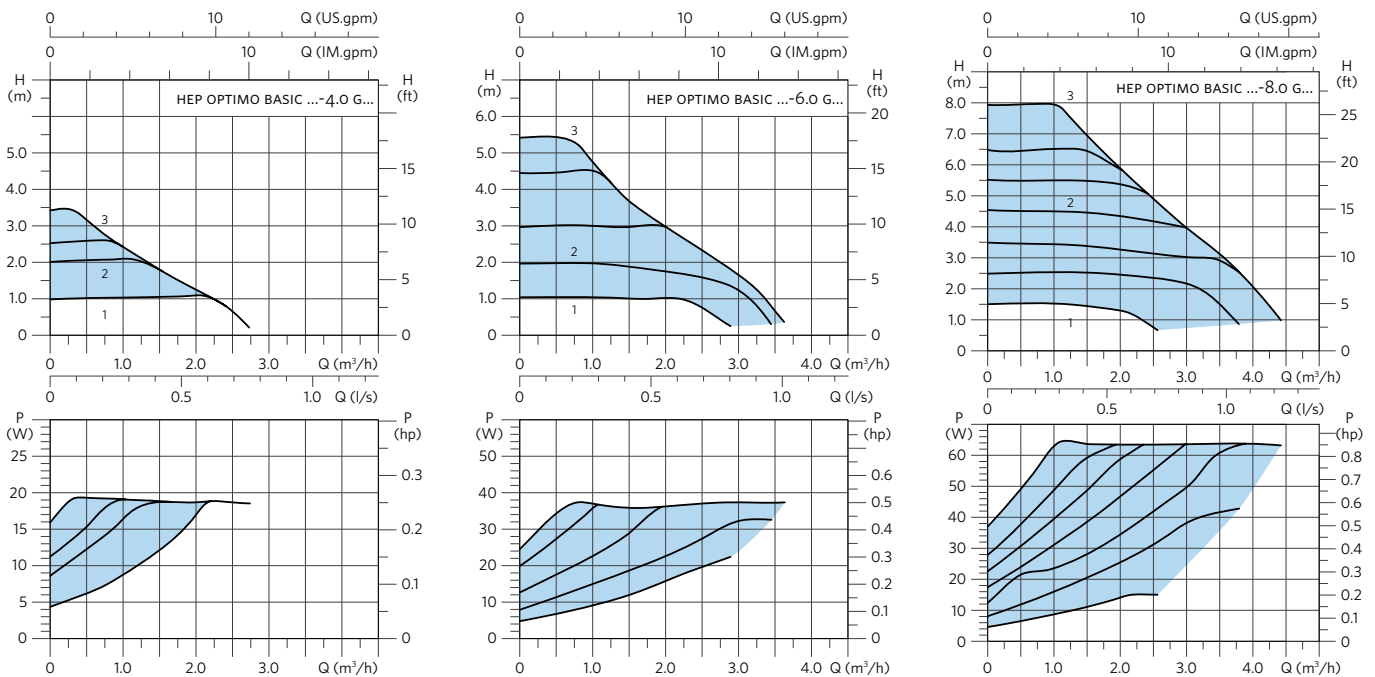 0 10 Q (US.gpm)
0 10 Q (IM.gpm)
H (m) H (ft)
HEP OPTIMO BASIC ...-4.0 G...
6.0
5.0 15
4.0
3.0 10
2.0 5
1.0
0 0
3
2
1
0 1.0 2.0 3.0 Q (m³/h)
0 0.5 1.0 Q (l/s)
P (W) P (hp)
25
20 0.3
15 0.2
10 0.1
5
0 0
0 1.0 2.0 3.0 Q (m³/h)
0 10 Q (US.gpm)
0 10 Q (IM.gpm)
H (m) H (ft)
HEP OPTIMO BASIC ...-6.0 G...
6.0 20
5.0 15
4.0
3.0 10
2.0 5
1.0
0 0
3
2
1
0 1.0 2.0 3.0 4.0 Q (m³/h)
0 0.5 1.0 Q (l/s)
P (W) P (hp)
50 0.6
40 0.5
30 0.4
0.3
20 0.2
10 0.1
0 0
0 1.0 2.0 3.0 4.0 Q (m³/h)
0 10 Q (US.gpm)
0 10 Q (IM.gpm)
H (m) H (ft)
HEP OPTIMO BASIC ...-8.0 G...
8.0 25
7.0
6.0 20
5.0 15
4.0
3.0 10
2.0 5
1.0
0 0
3
2
1
0 1.0 2.0 3.0 4.0 Q (m³/h)
0 0.5 1.0 Q (l/s)
P (W) P (hp)
60 0.8
0.7
50 0.6
40 0.5
0.4
30 0.3
20 0.2
10 0.1
0 0
0 1.0 2.0 3.0 4.0 Q (m³/h)